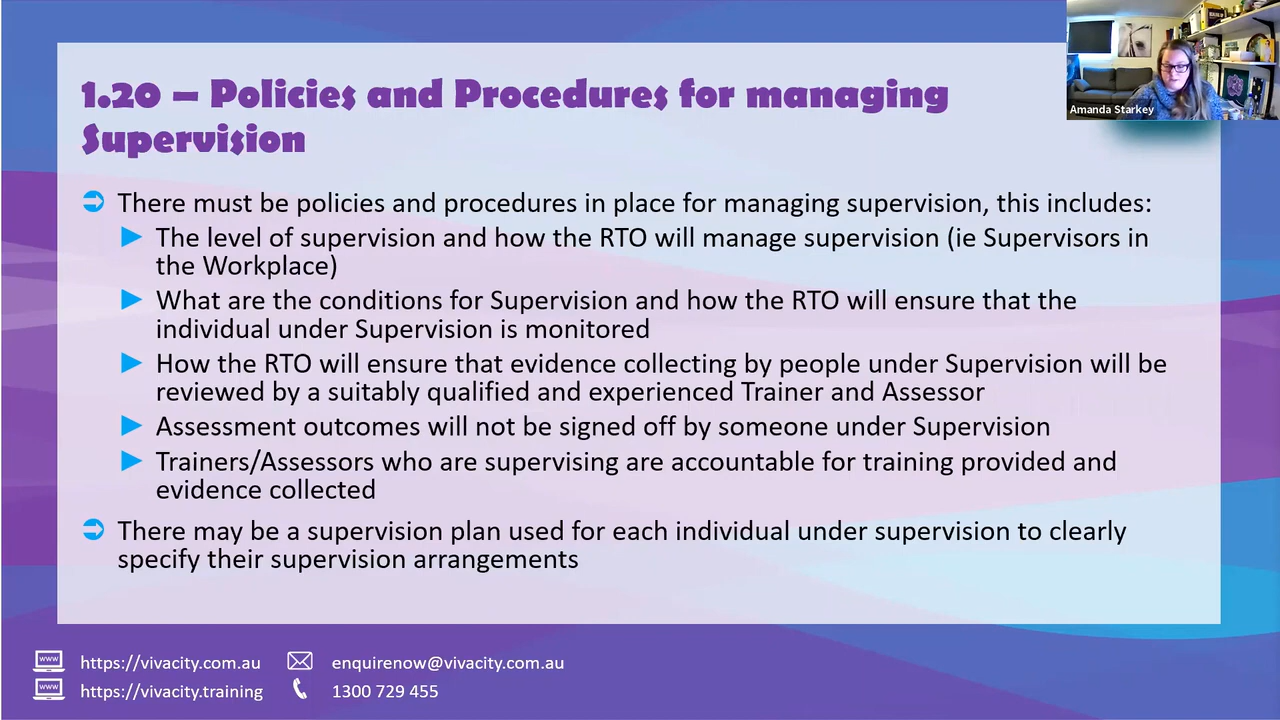 1.20 – Policies and Procedures for managing
Supervision
Amanda Starkey
There must be policies and procedures in place for managing supervision, this includes:
The level of supervision and how the RTO will manage supervision (ie Supervisors in
the Workplace)
What are the conditions for Supervision and how the RTO will ensure that the
individual under Supervision is monitored
How the RTO will ensure that evidence collecting by people under Supervision will be
reviewed by a suitably qualified and experienced Trainer and Assessor
Assessment outcomes will not be signed off by someone under Supervision
Trainers/Assessors who are supervising are accountable for training provided and
evidence collected
There may be a supervision plan used for each individual under supervision to clearly
specify their supervision arrangements
www https://vivacity.com.au enquirenow@vivacity.com.au
www https://vivacity.training 1300 729 455